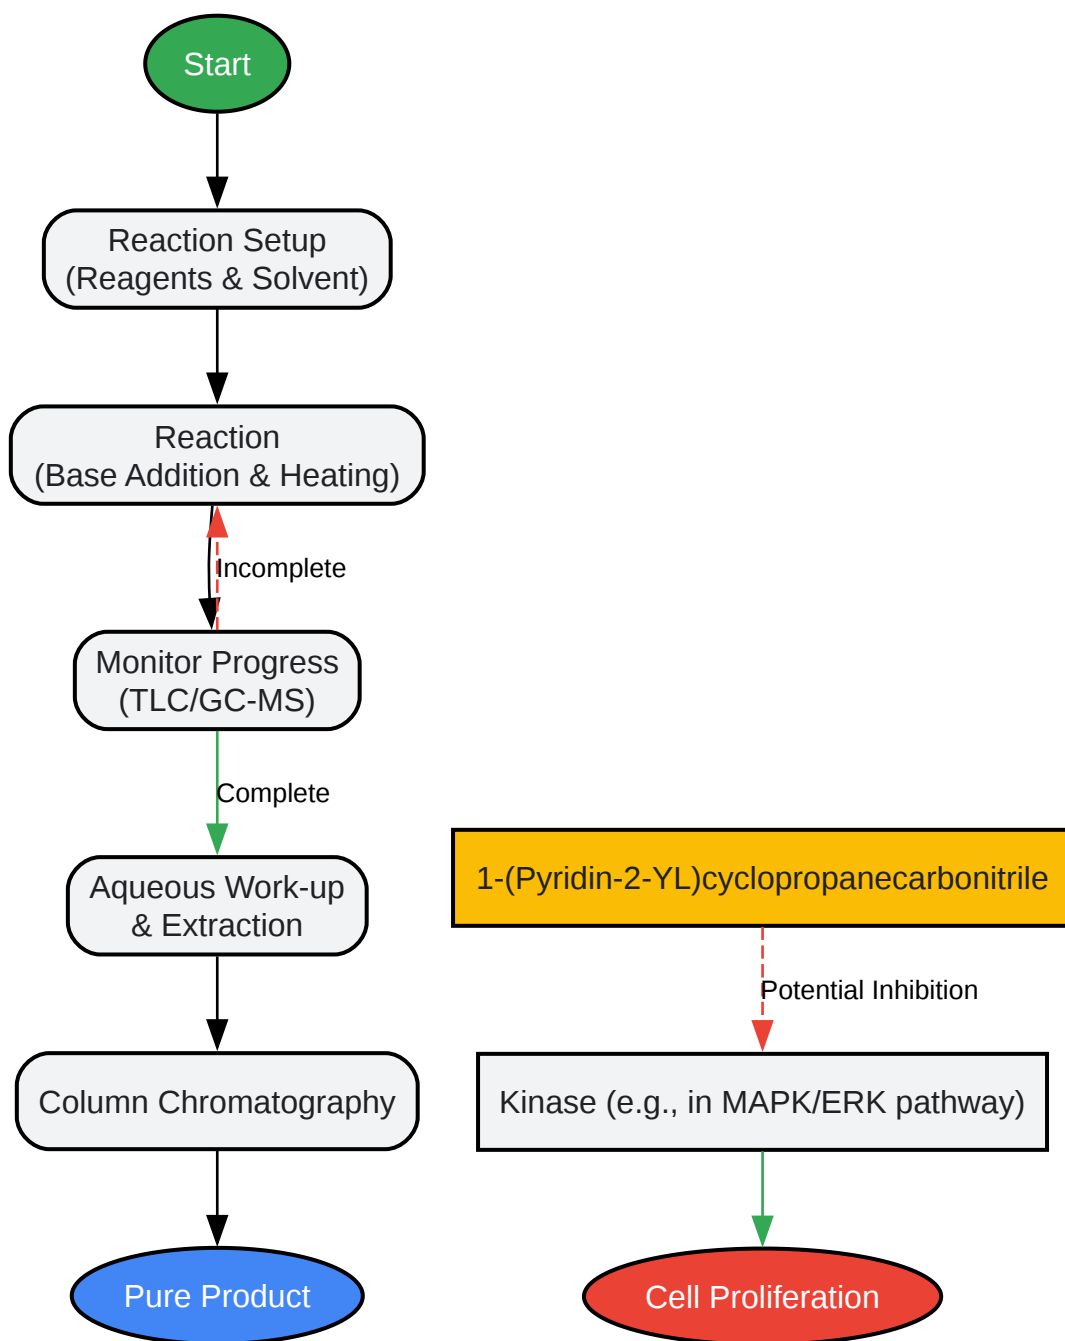 Start
Reaction Setup
(Reagents & Solvent)
Reaction
(Base Addition & Heating)
Incomplete
Monitor Progress
(TLC/GC-MS)
Complete
Aqueous Work-up
& Extraction
Column Chromatography
Pure Product
1-(Pyridin-2-YL)cyclopropanecarbonitrile
Potential Inhibition
Kinase (e.g., in MAPK/ERK pathway)
Cell Proliferation